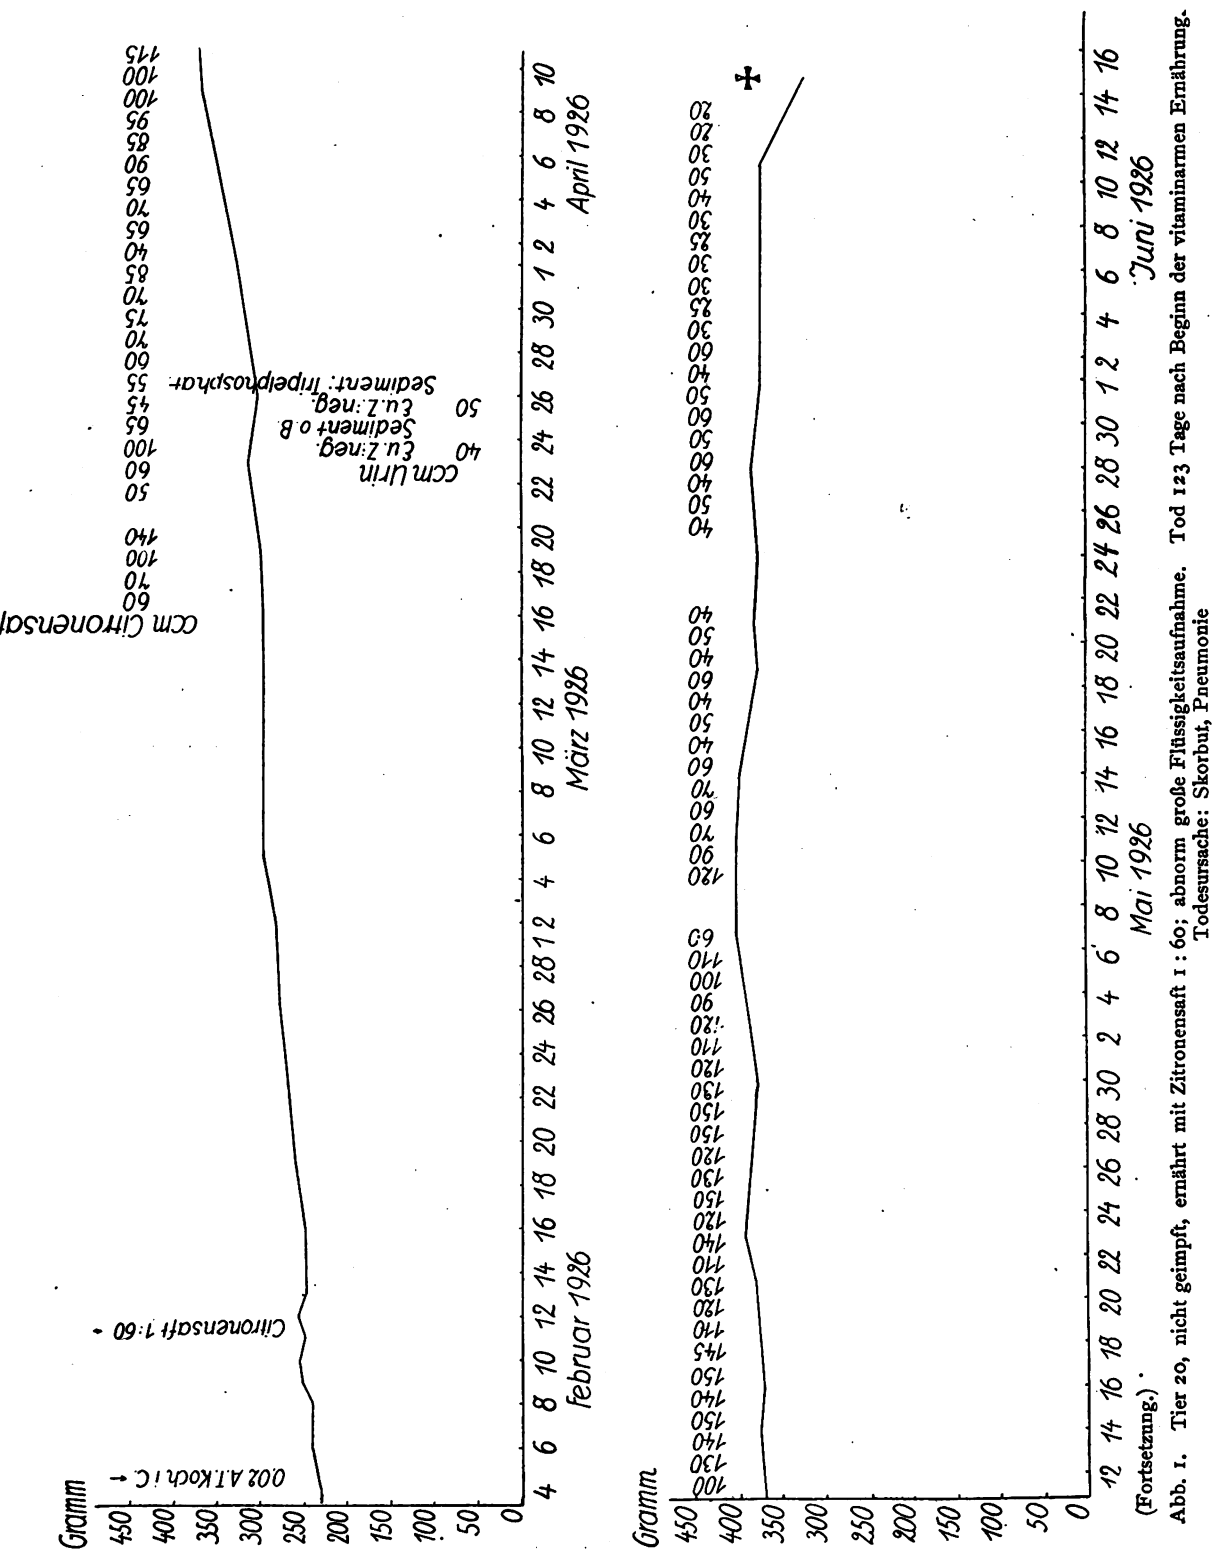 Gramm
450
400
350
300
250
200
150
100
50
0
0,02 A.T. Koch i C. ←
Citronensaft 1:60 →
ccm Citronensaf
60 70 100 140 50 60 100 65 45 55 60 70 75 70 85 40 65 70 65 90 85 95 100 100 115
ccm Urin
40 E u. Z: neg.
Sediment o B.
50 E u. Z: neg.
Sediment: Tripelphosphat
4 6 8 10 12 14 16 18 20 22 24 26 28 1 2 4 6 8 10 12 14 16 18 20 22 24 26 28 30 1 2 4 6 8 10
Februar 1926 März 1926 April 1926
Gramm
450
400
350
300
250
200
150
100
50
0
100 130 140 150 140 150 145 110 120 130 110 140 120 150 130 120 150 150 130 120 110 120 90 100 110 60 120 90 70 60 70 60 40 50 40 60 40 50 40 40 50 40 60 50 60 50 40 60 30 25 30 30 25 30 40 50 30 20 20
12 14 16 18 20 22 24 26 28 30 2 4 6 8 10 12 14 16 18 20 22 24 26 28 30 1 2 4 6 8 10 12 14 16
(Fortsetzung.) Mai 1926 Juni 1926
Abb. 1. Tier 20, nicht geimpft, ernährt mit Zitronensaft 1 : 60; abnorm große Flüssigkeitsaufnahme. Tod 123 Tage nach Beginn der vitaminarmen Ernährung.
Todesursache: Skorbut, Pneumonie